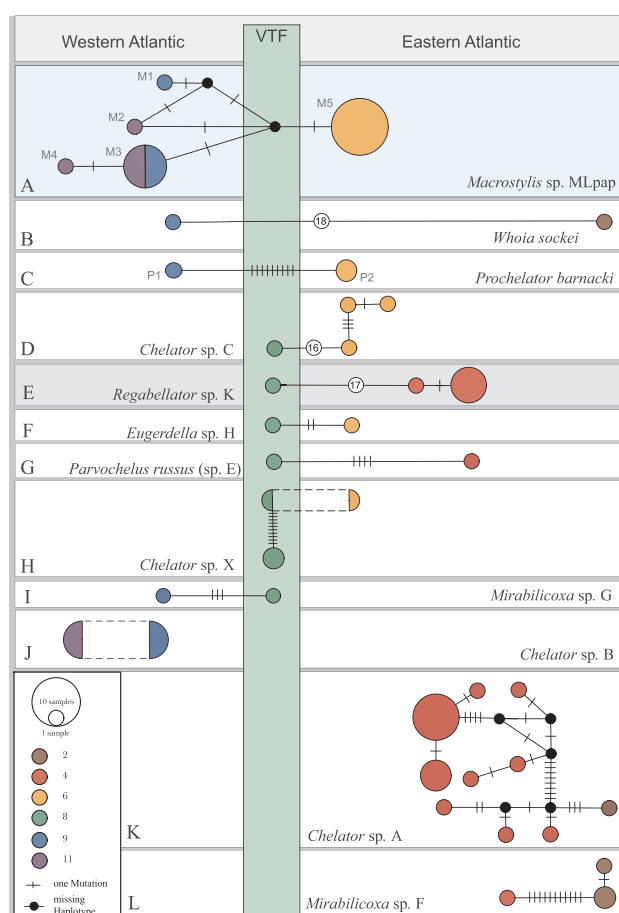 Western Atlantic VTF Eastern Atlantic
M1
M2
M5
M4 M3
A Macrostylis sp. MLpap
18
B Whoia sockei
C P1 P2 Prochelator barnacki
D Chelator sp. C 16
E Regabellator sp. K 17
F Eugerdella sp. H
G Parvochelus russus (sp. E)
H Chelator sp. X
I Mirabilicoxa sp. G
J Chelator sp. B
10 samples
1 sample
2
4
6
8
9
11
one Mutation
missing
Haplotype
K Chelator sp. A
L Mirabilicoxa sp. F